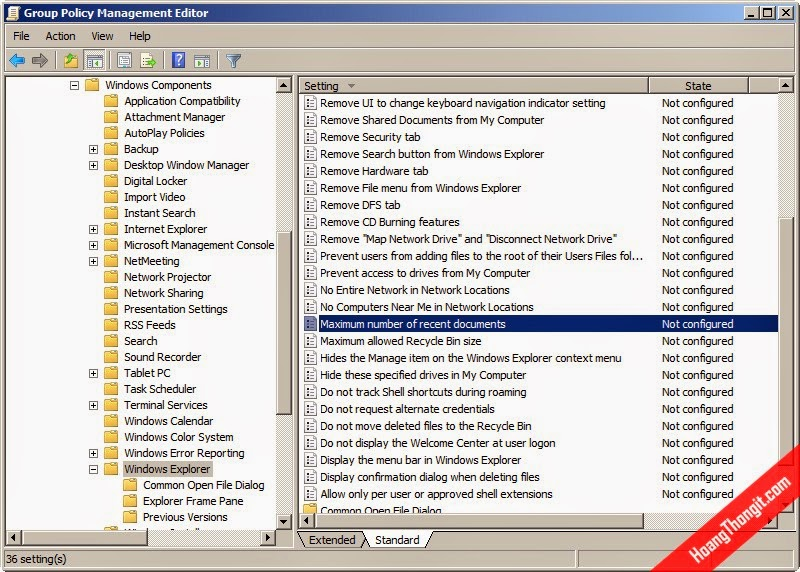 Group Policy Management Editor
File Action View Help
Windows Components
Application Compatibility
Attachment Manager
AutoPlay Policies
Backup
Desktop Window Manager
Digital Locker
Import Video
Instant Search
Internet Explorer
Microsoft Management Console
NetMeeting
Network Projector
Network Sharing
Presentation Settings
RSS Feeds
Search
Sound Recorder
Tablet PC
Task Scheduler
Terminal Services
Windows Calendar
Windows Color System
Windows Error Reporting
Windows Explorer
Common Open File Dialog
Explorer Frame Pane
Previous Versions
Setting State
Remove UI to change keyboard navigation indicator setting Not configured
Remove Shared Documents from My Computer Not configured
Remove Security tab Not configured
Remove Search button from Windows Explorer Not configured
Remove Hardware tab Not configured
Remove File menu from Windows Explorer Not configured
Remove DFS tab Not configured
Remove CD Burning features Not configured
Remove "Map Network Drive" and "Disconnect Network Drive" Not configured
Prevent users from adding files to the root of their Users Files fol... Not configured
Prevent access to drives from My Computer Not configured
No Entire Network in Network Locations Not configured
No Computers Near Me in Network Locations Not configured
Maximum number of recent documents Not configured
Maximum allowed Recycle Bin size Not configured
Hides the Manage item on the Windows Explorer context menu Not configured
Hide these specified drives in My Computer Not configured
Do not track Shell shortcuts during roaming Not configured
Do not request alternate credentials Not configured
Do not move deleted files to the Recycle Bin Not configured
Do not display the Welcome Center at user logon Not configured
Display the menu bar in Windows Explorer Not configured
Display confirmation dialog when deleting files Not configured
Allow only per user or approved shell extensions Not configured
Common Open File Dialog
Extended Standard
36 setting(s)
HoangThongit.com